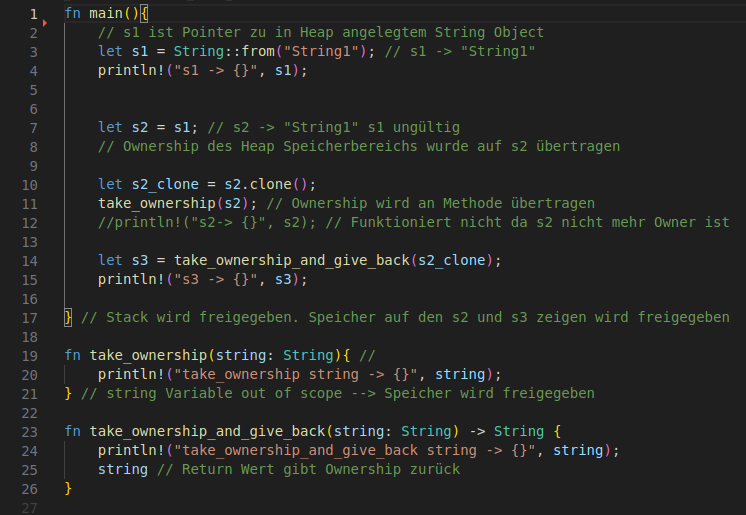 1 fn main(){
2 // s1 ist Pointer zu in Heap angelegtem String Object
3 let s1 = String::from("String1"); // s1 -> "String1"
4 println!("s1 -> {}", s1);
5
6
7 let s2 = s1; // s2 -> "String1" s1 ungültig
8 // Ownership des Heap Speicherbereichs wurde auf s2 übertragen
9
10 let s2_clone = s2.clone();
11 take_ownership(s2); // Ownership wird an Methode übertragen
12 //println!("s2-> {}", s2); // Funktioniert nicht da s2 nicht mehr Owner ist
13
14 let s3 = take_ownership_and_give_back(s2_clone);
15 println!("s3 -> {}", s3);
16
17 } // Stack wird freigegeben. Speicher auf den s2 und s3 zeigen wird freigegeben
18
19 fn take_ownership(string: String){ //
20 println!("take_ownership string -> {}", string);
21 } // string Variable out of scope --> Speicher wird freigegeben
22
23 fn take_ownership_and_give_back(string: String) -> String {
24 println!("take_ownership_and_give_back string -> {}", string);
25 string // Return Wert gibt Ownership zurück
26 }
27